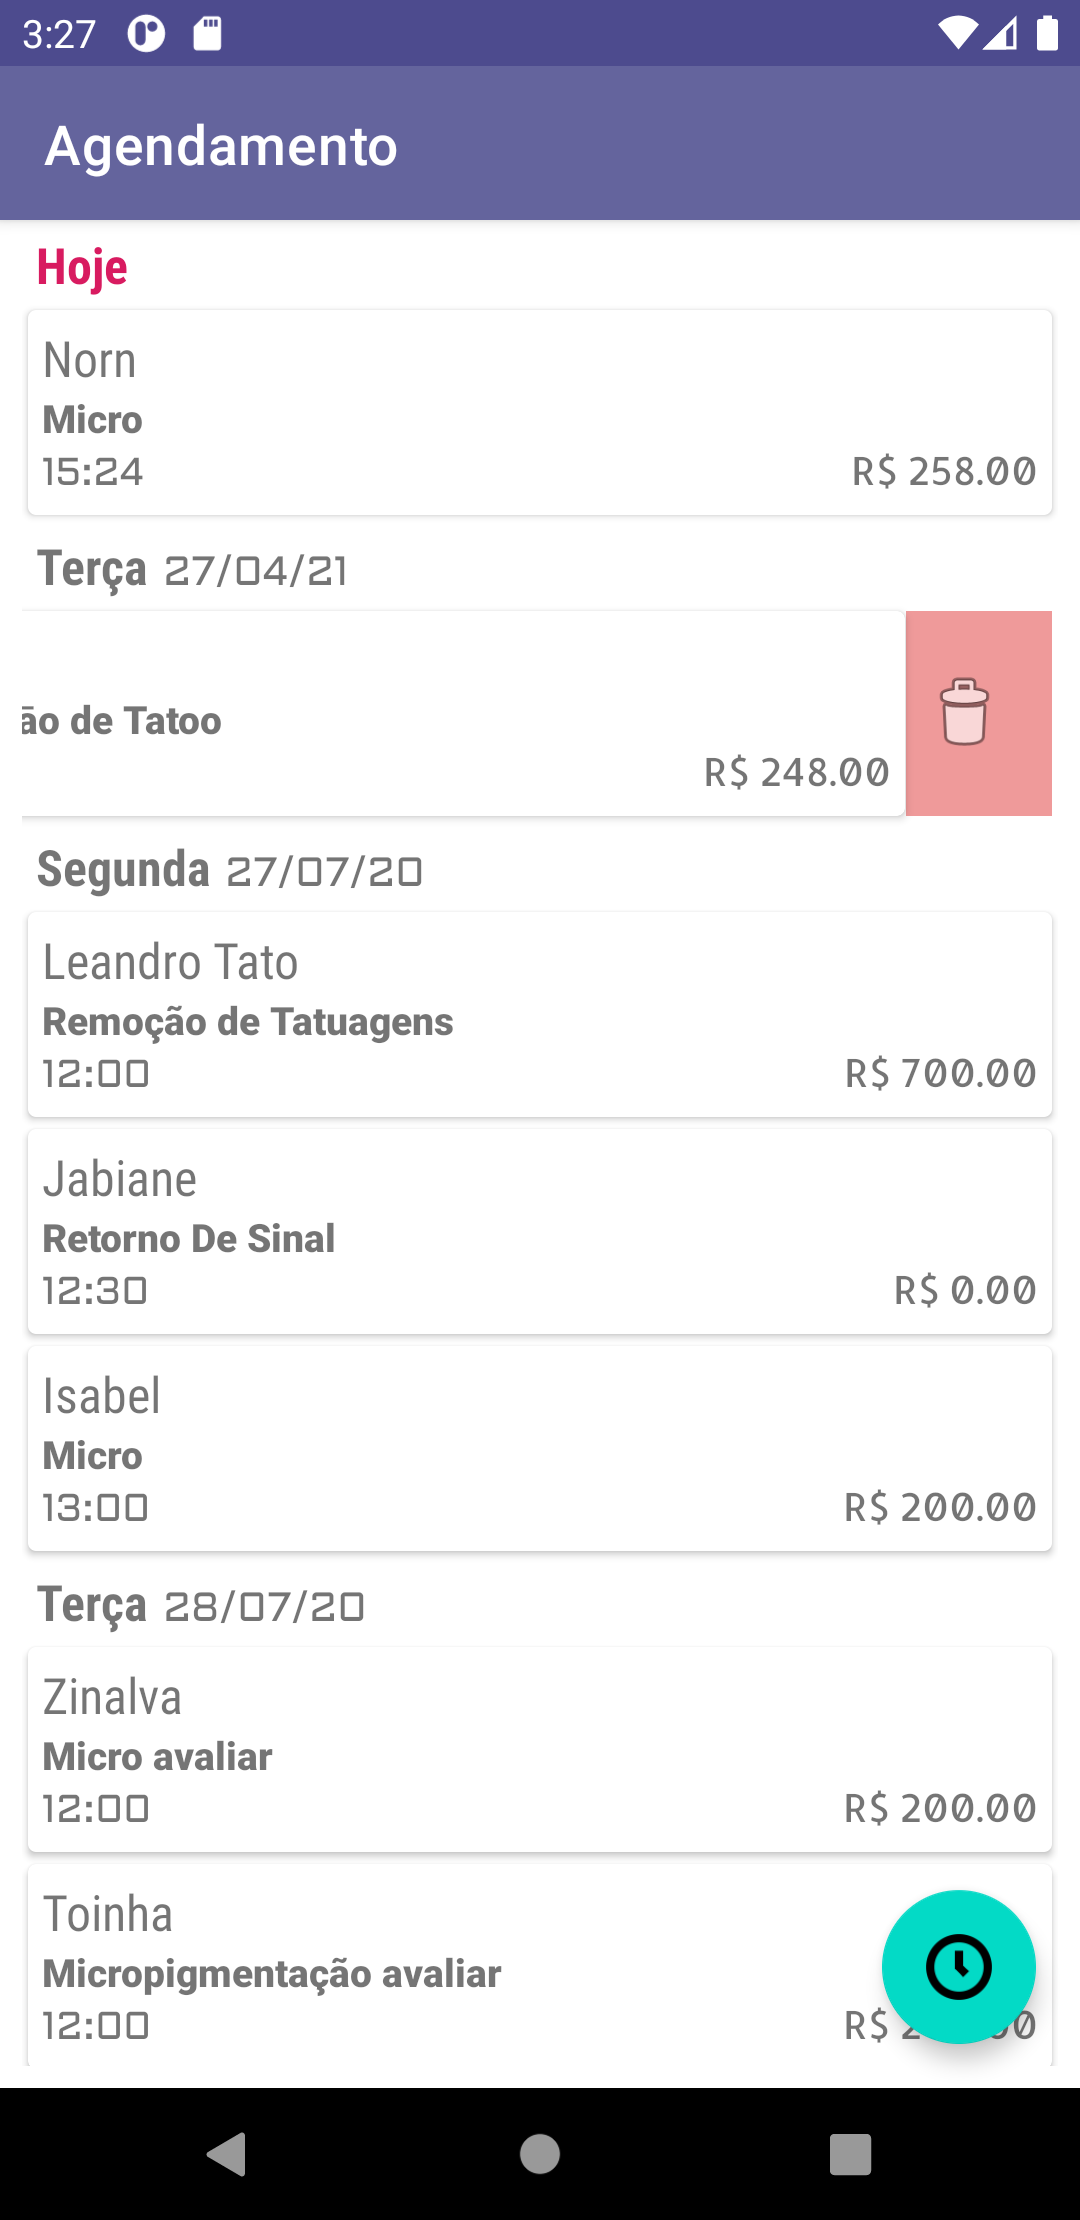 3:27
Agendamento
Hoje
Norn
Micro
15:24 R$ 258.00
Terça 27/04/21
ão de Tatoo
R$ 248.00
Segunda 27/07/20
Leandro Tato
Remoção de Tatuagens
12:00 R$ 700.00
Jabiane
Retorno De Sinal
12:30 R$ 0.00
Isabel
Micro
13:00 R$ 200.00
Terça 28/07/20
Zinalva
Micro avaliar
12:00 R$ 200.00
Toinha
Micropigmentação avaliar
12:00 R$